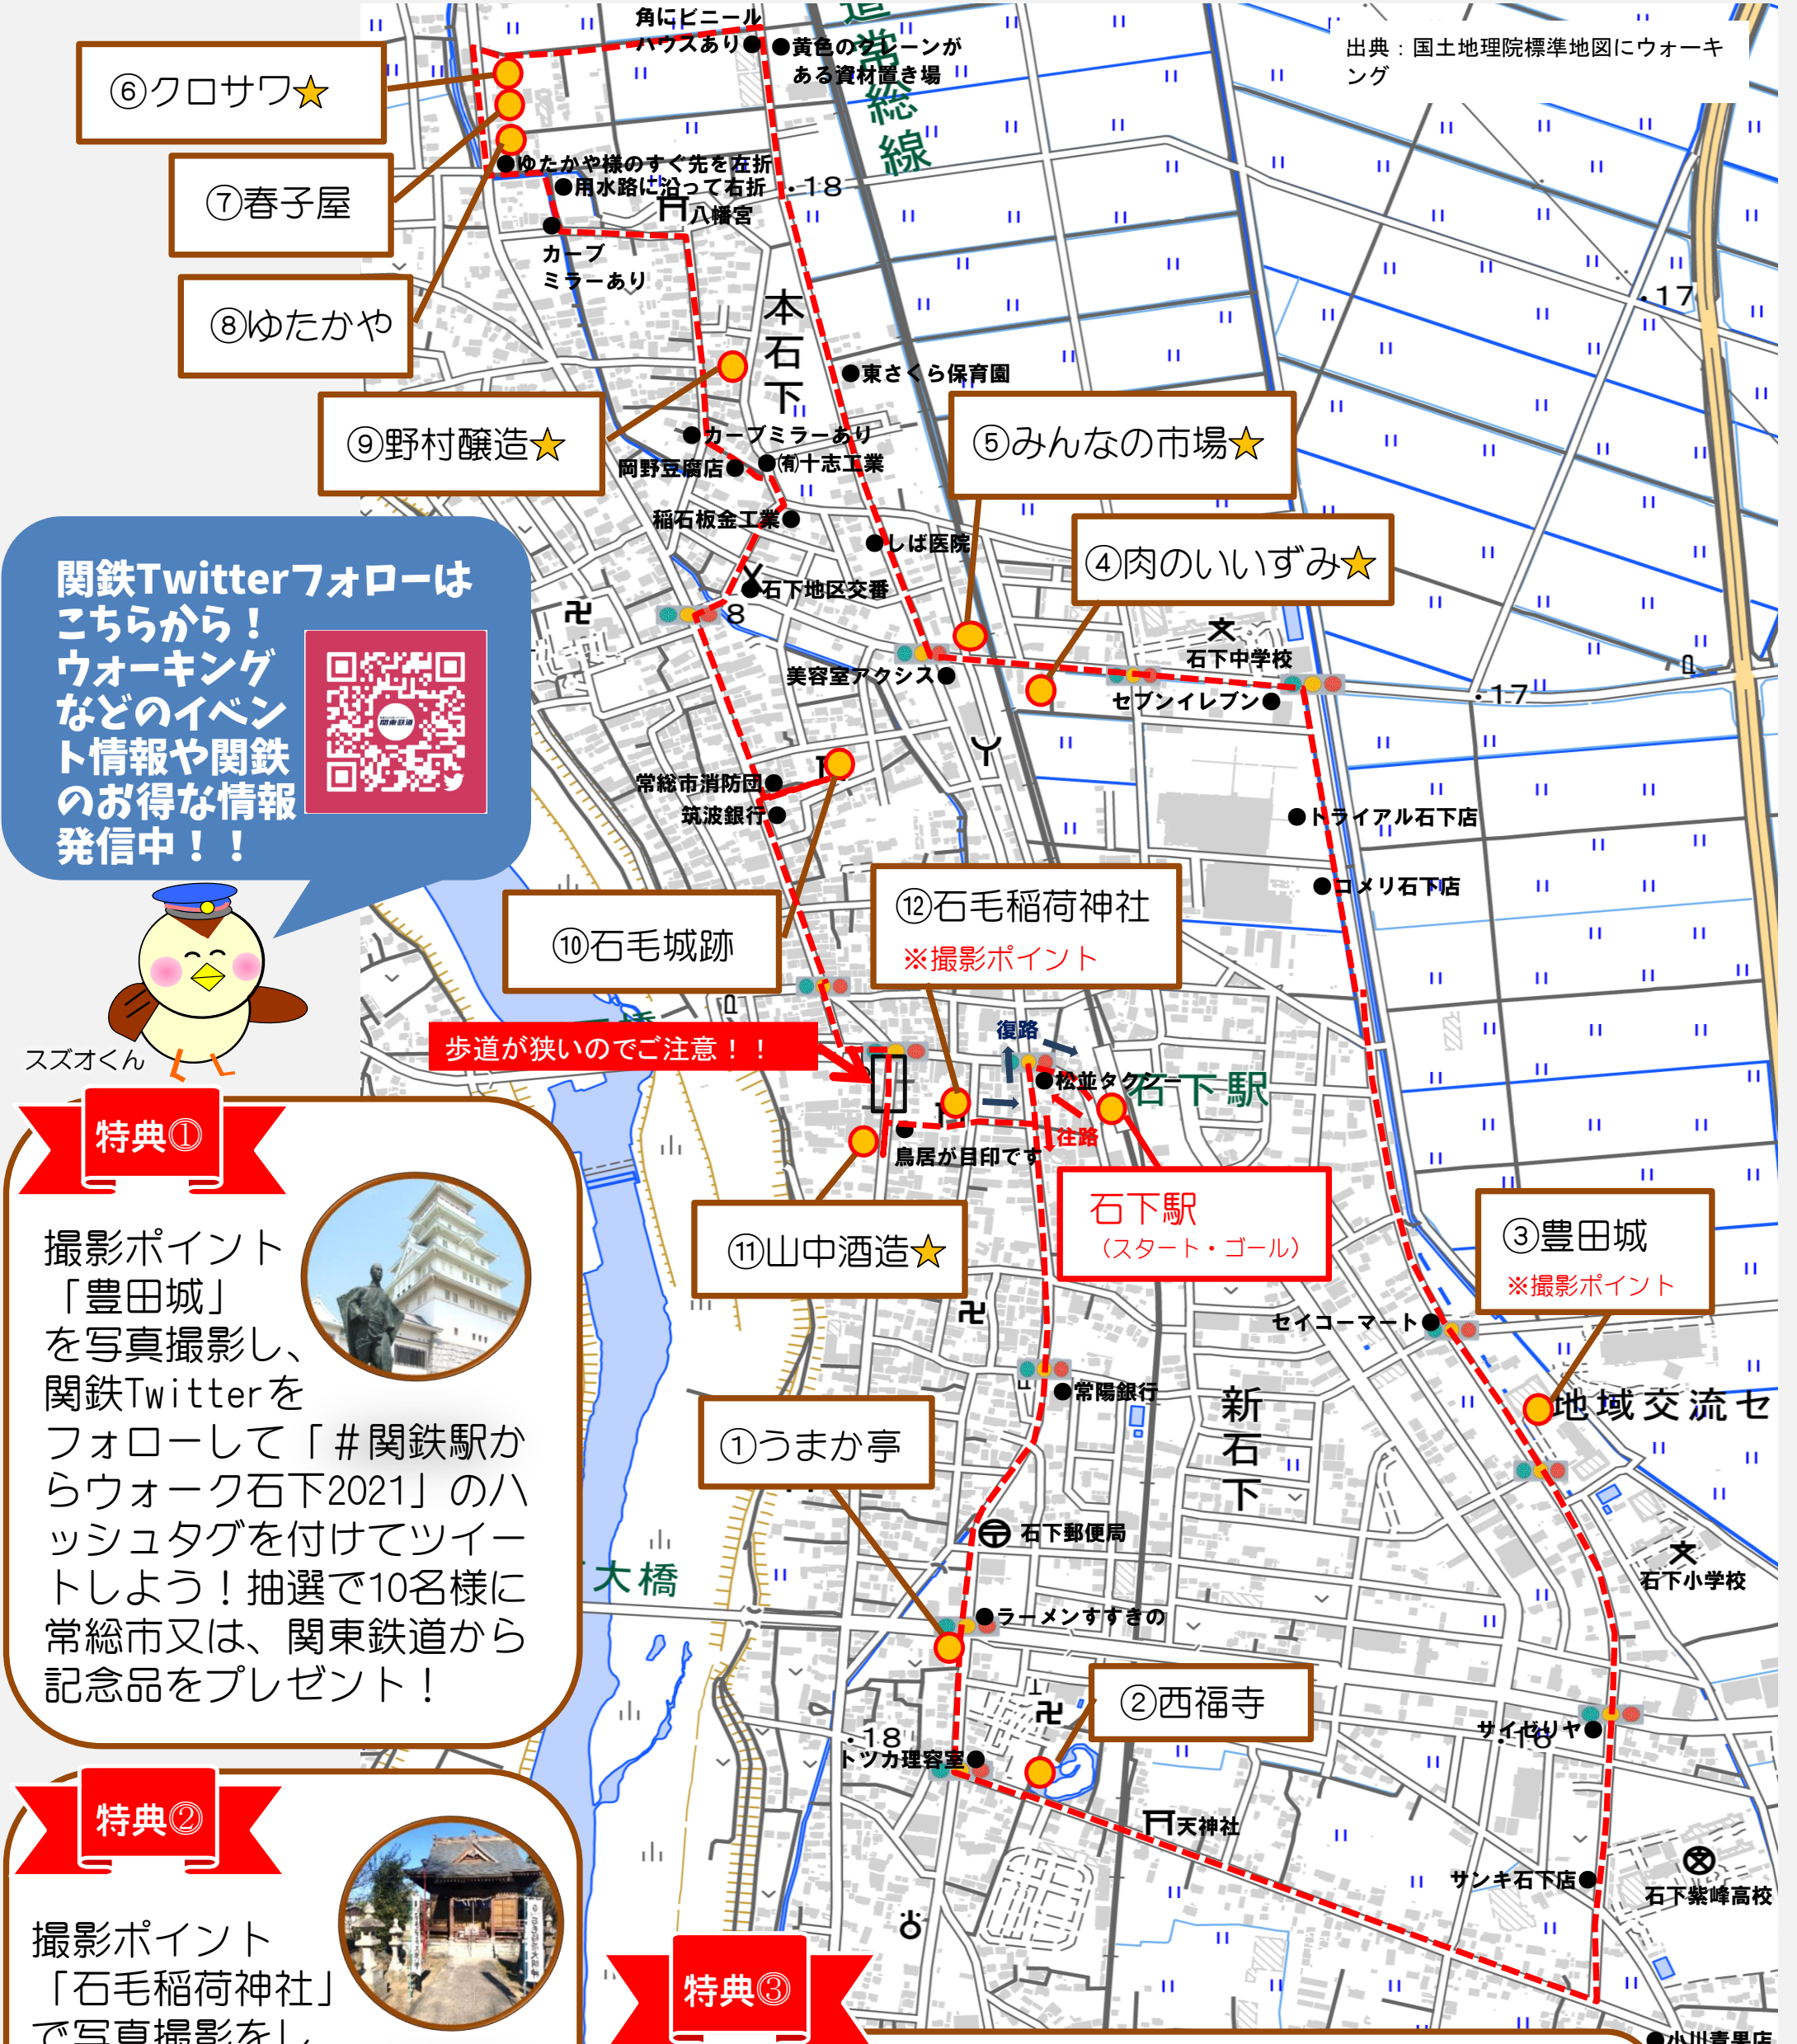 角にビニール
ハウスあり
黄色のクレーンが
ある資材置き場
常総線
出典：国土地理院標準地図にウォーキ
ング
⑥クロサワ★
⑦春子屋
⑧ゆたかや
ゆたかや様のすぐ先を左折
用水路に沿って右折
・18
八幡宮
カーブ
ミラーあり
・17
本石下
東さくら保育園
⑨野村醸造★
カーブミラーあり
岡野豆腐店
㈲十志工業
稲石板金工業
⑤みんなの市場★
しば医院
④肉のいいずみ★
石下地区交番
8
関鉄Twitterフォローは
こちらから！
ウォーキング
などのイベン
ト情報や関鉄
のお得な情報
発信中！！
関東鉄道
石下中学校
美容室アクシス
セブンイレブン
・17
常総市消防団
筑波銀行
トライアル石下店
コメリ石下店
⑩石毛城跡
⑫石毛稲荷神社
※撮影ポイント
スズオくん
歩道が狭いのでご注意！！
復路
松並タクシー
石下駅
往路
鳥居が目印です
石下駅
（スタート・ゴール）
⑪山中酒造★
③豊田城
※撮影ポイント
セイコーマート
特典①
撮影ポイント
「豊田城」
を写真撮影し、
関鉄Twitterを
フォローして「＃関鉄駅か
らウォーク石下2021」のハ
ッシュタグを付けてツイー
トしよう！抽選で10名様に
常総市又は、関東鉄道から
記念品をプレゼント！
常陽銀行
新石下
地域交流セ
①うまか亭
石下郵便局
大橋
石下小学校
ラーメンすすきの
②西福寺
・18
トツカ理容室
サイゼリヤ
・16
天神社
サンキ石下店
石下紫峰高校
特典②
撮影ポイント
「石毛稲荷神社」
で写真撮影をし
特典③
小川青果店